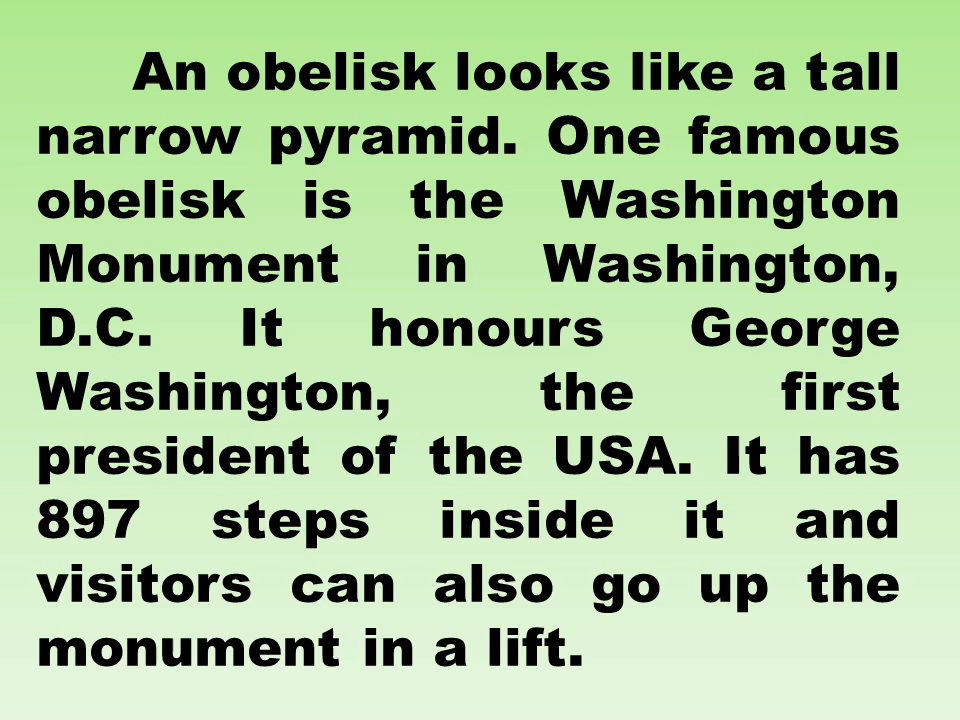 An obelisk looks like a tall
narrow pyramid. One famous
obelisk is the Washington
Monument in Washington,
D.C. It honours George
Washington, the first
president of the USA. It has
897 steps inside it and
visitors can also go up the
monument in a lift.